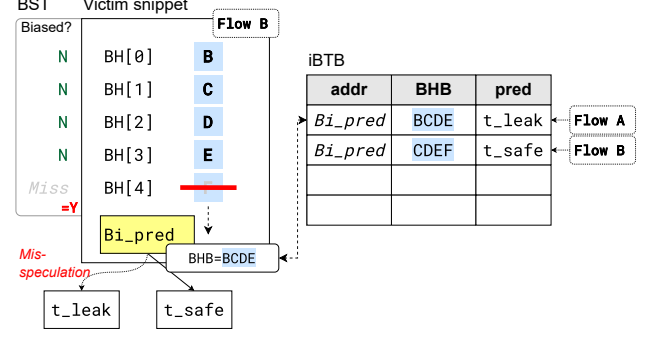 BST Victim snippet
Biased? Flow B
N BH[0] B
N BH[1] C
N BH[2] D
N BH[3] E
Miss BH[4]
=Y
Bi_pred
BHB=BCDE
Mis-
speculation
t_leak t_safe
iBTB
addr BHB pred
Bi_pred BCDE t_leak Flow A
Bi_pred CDEF t_safe Flow B